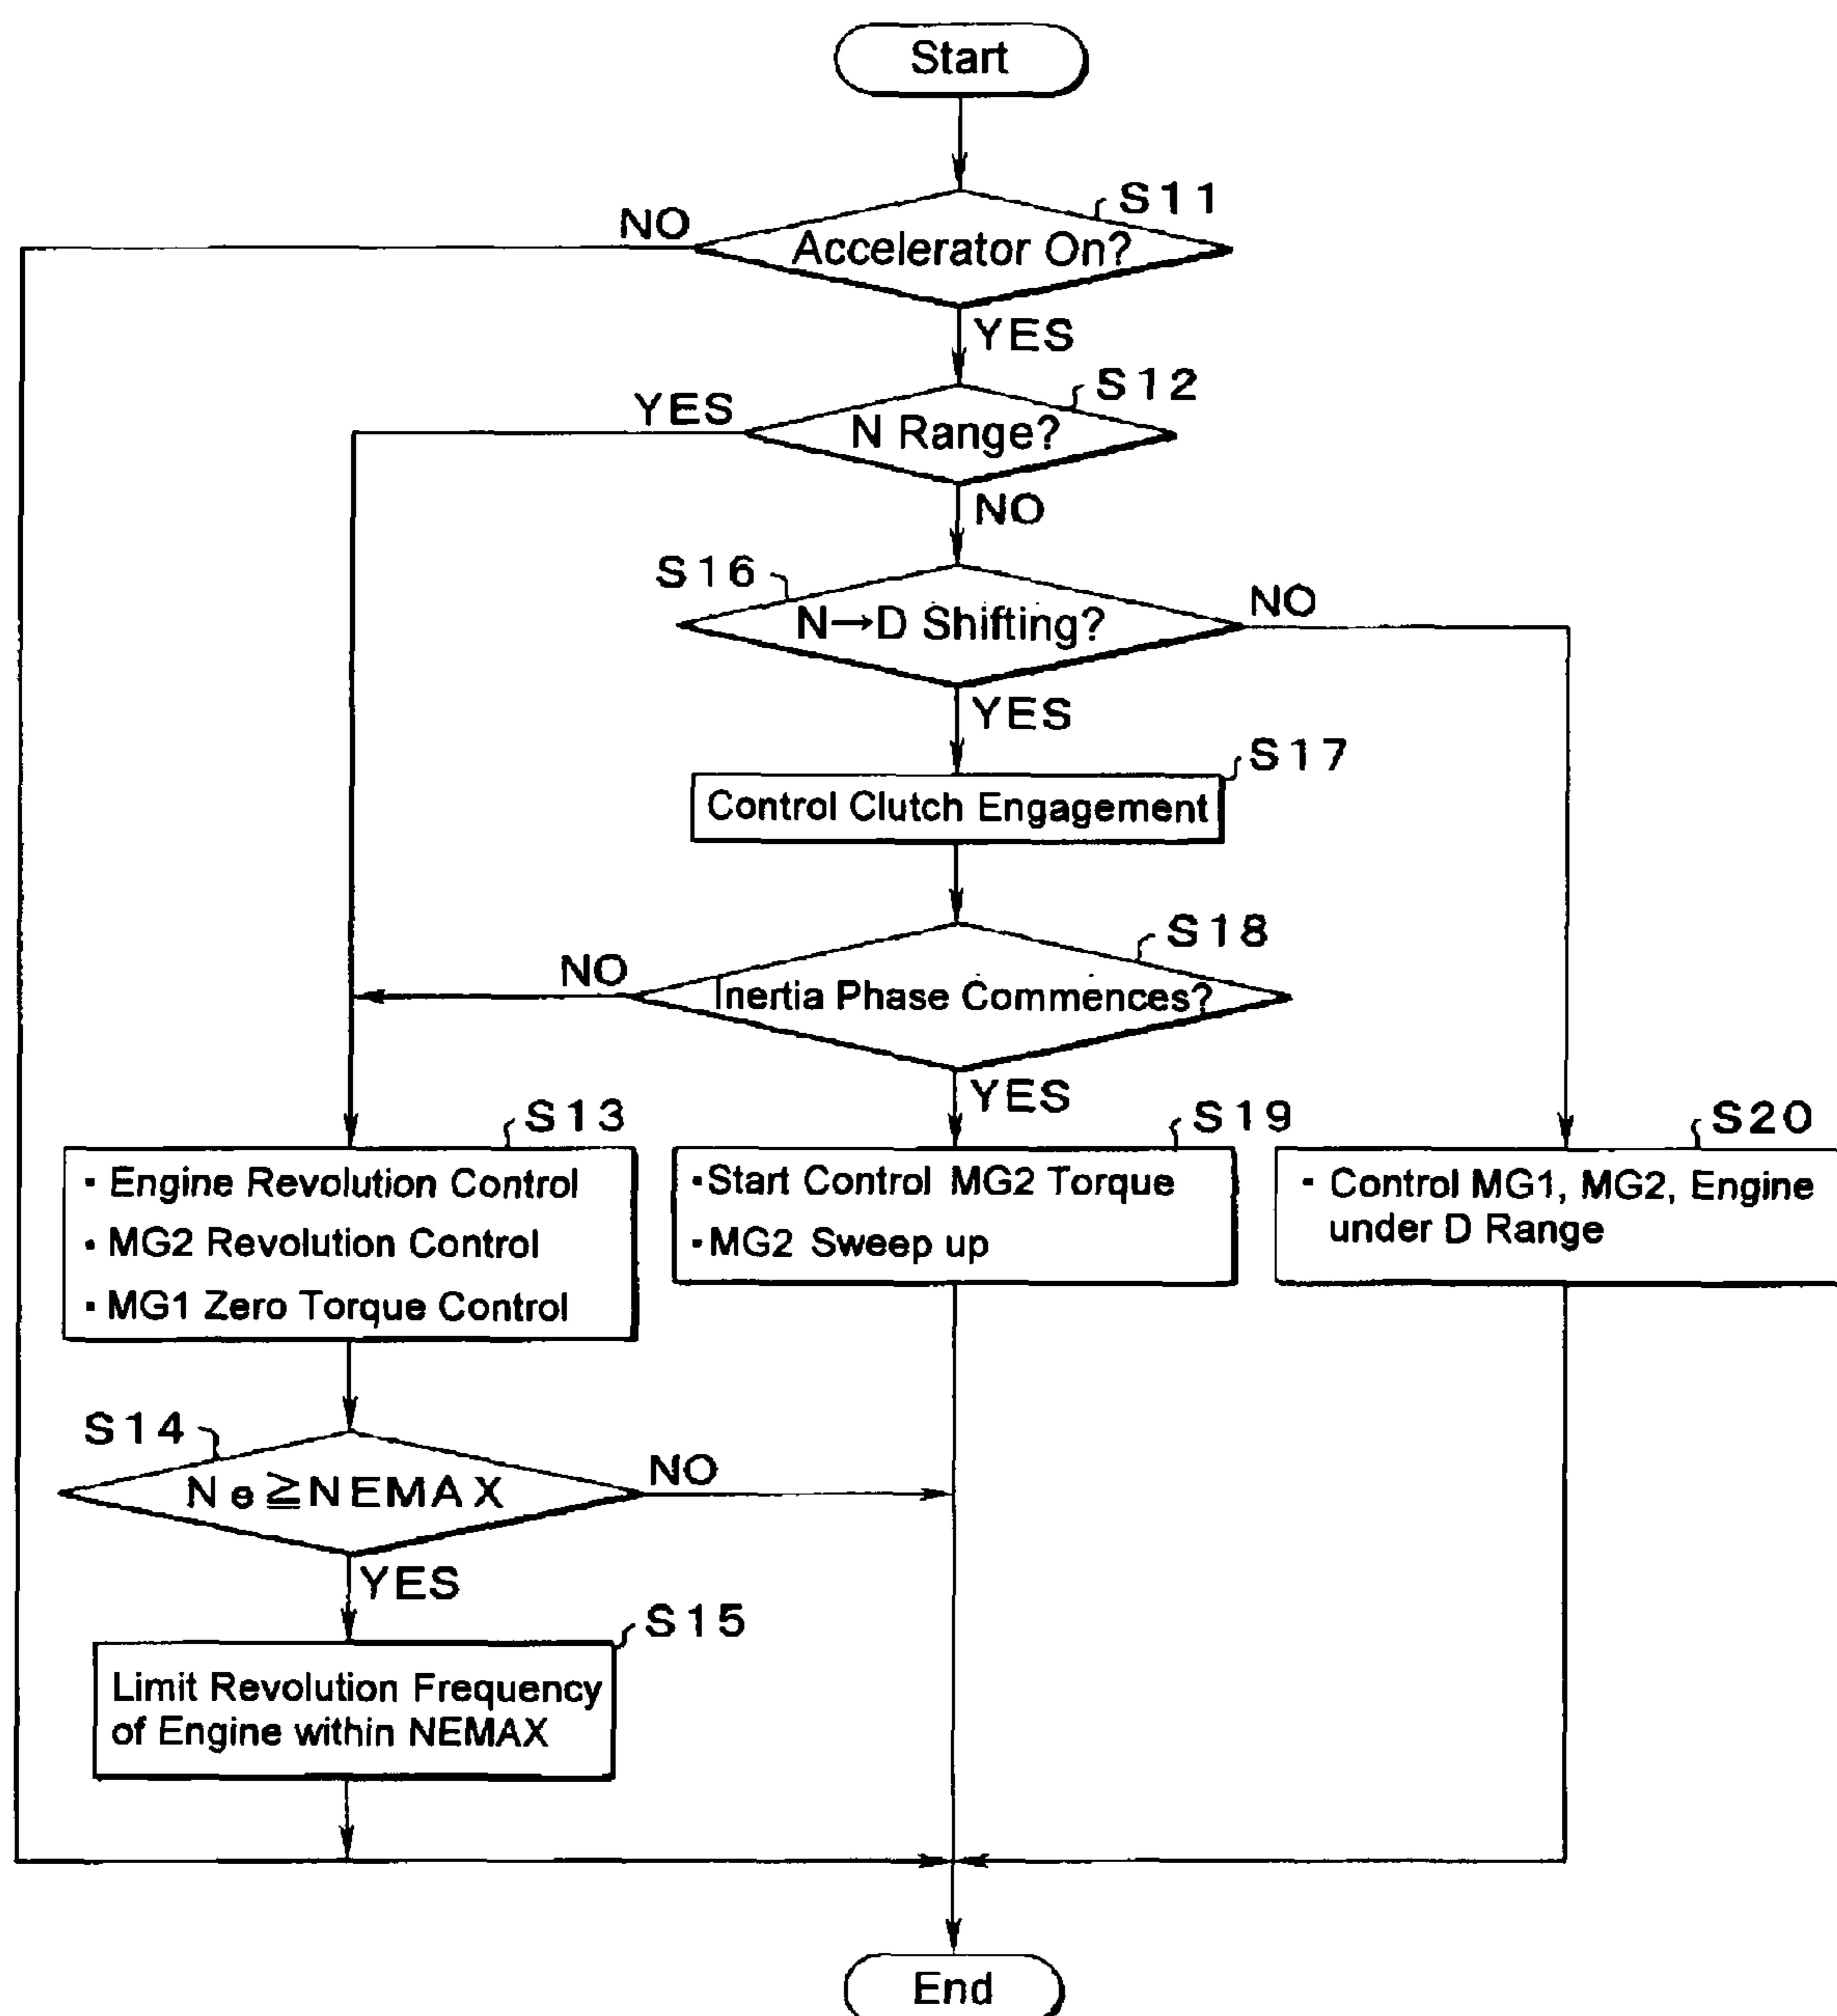 Start
S11
NO
Accelerator On?
YES
S12
YES
N Range?
NO
S16
N→D Shifting?
NO
YES
S17
Control Clutch Engagement
S18
NO
Inertia Phase Commences?
YES
S13
▪ Engine Revolution Control
▪ MG2 Revolution Control
▪ MG1 Zero Torque Control
S19
▪Start Control MG2 Torque
▪MG2 Sweep up
S20
▪ Control MG1, MG2, Engine
under D Range
S14
Ne≧NEMAX
NO
YES
S15
Limit Revolution Frequency
of Engine within NEMAX
End